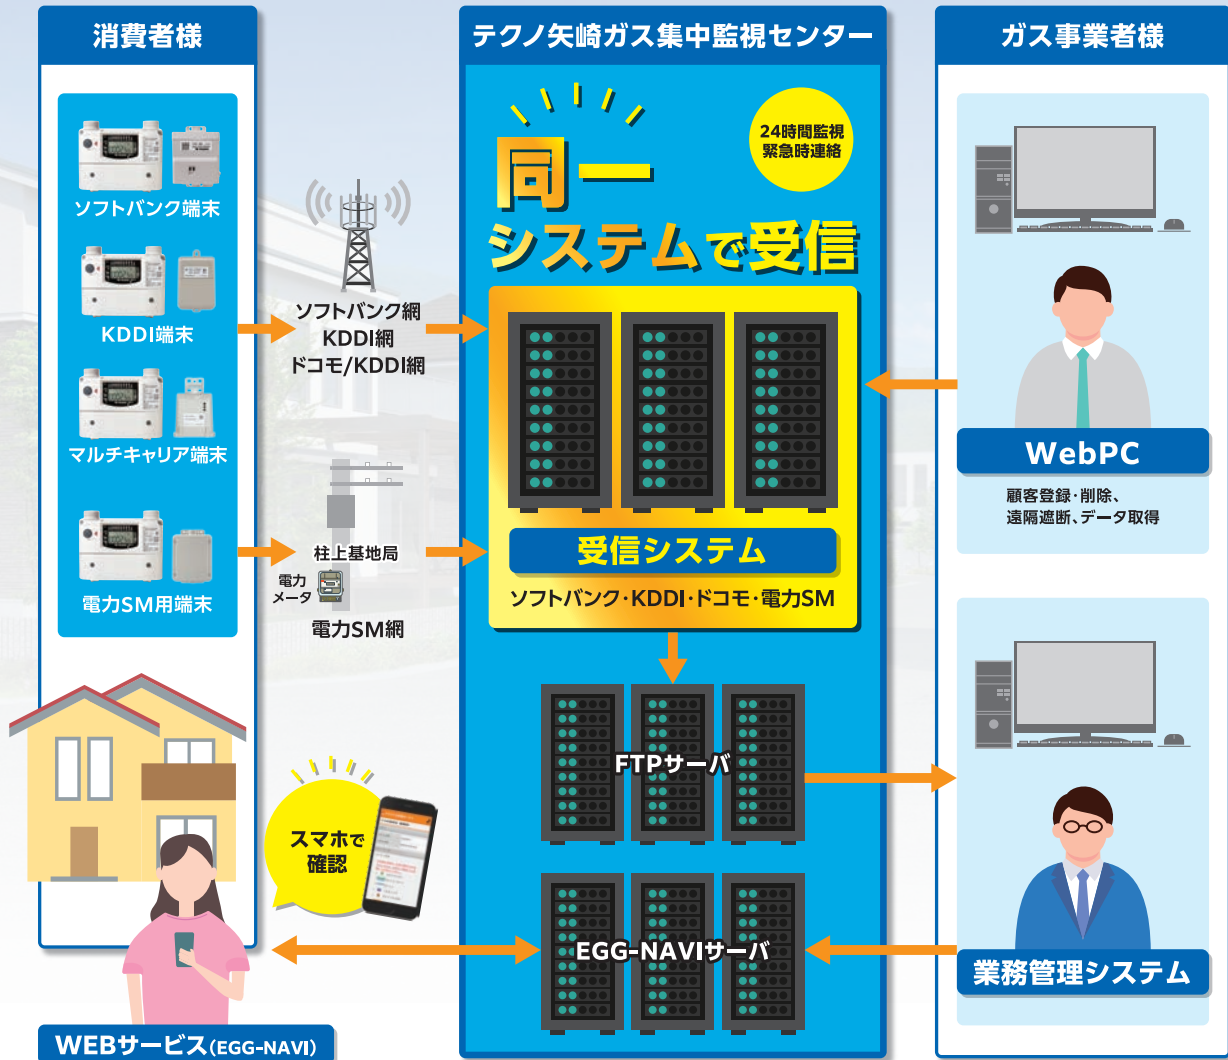 消費者様
ソフトバンク端末
KDDI端末
マルチキャリア端末
電力SM用端末
ソフトバンク網
KDDI網
ドコモ/KDDI網
柱上基地局
電力
メータ
電力SM網
スマホで
確認
WEBサービス(EGG-NAVI)
テクノ矢崎ガス集中監視センター
24時間監視
緊急時連絡
同一
システムで受信
受信システム
ソフトバンク・KDDI・ドコモ・電力SM
FTPサーバ
EGG-NAVIサーバ
ガス事業者様
WebPC
顧客登録・削除、
遠隔遮断、データ取得
業務管理システム